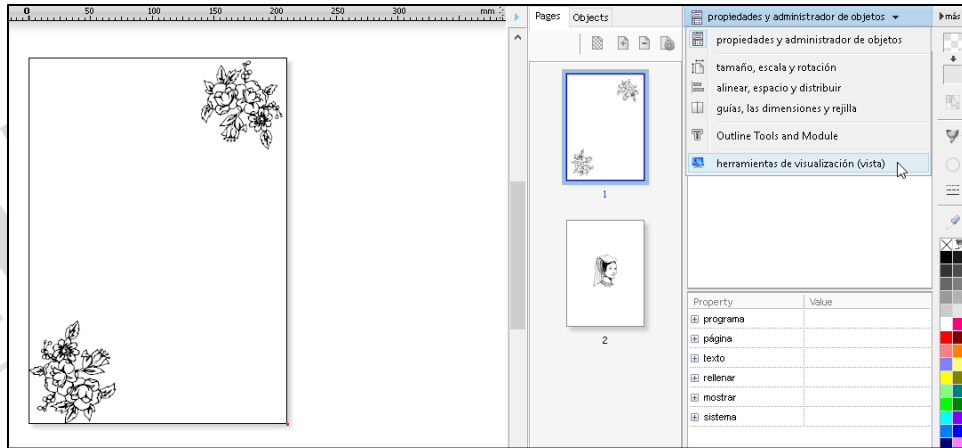 0 50 100 150 200 250 300 mm
Pages Objects
propiedades y administrador de objetos
más
propiedades y administrador de objetos
tamaño, escala y rotación
alinear, espacio y distribuir
guías, las dimensiones y rejilla
Outline Tools and Module
herramientas de visualización (vista)
1
2
Property Value
programa
página
texto
rellenar
mostrar
sistema